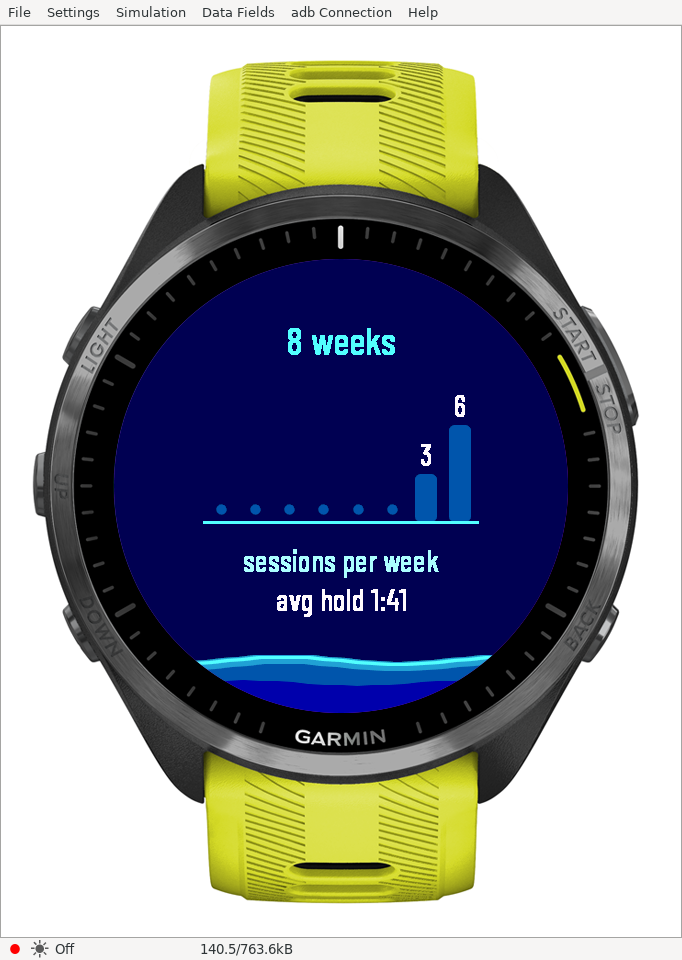 File Settings Simulation Data Fields adb Connection Help
START
LIGHT
8 weeks
STOP
6
3
UP
sessions per week
avg hold 1:41
DOWN
BACK
GARMIN
Off 140.5/763.6kB